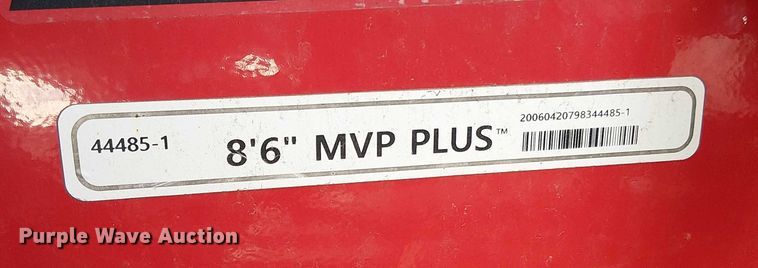 44485-1
8'6" MVP PLUS™
20060420798344485-1
Purple Wave Auction